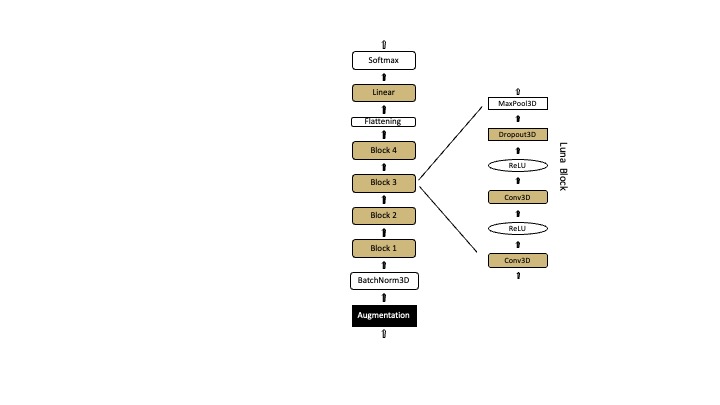 Softmax
Linear
Flattening
Block 4
Block 3
Block 2
Block 1
BatchNorm3D
Augmentation
MaxPool3D
Dropout3D
ReLU
Conv3D
ReLU
Conv3D
Luna Block